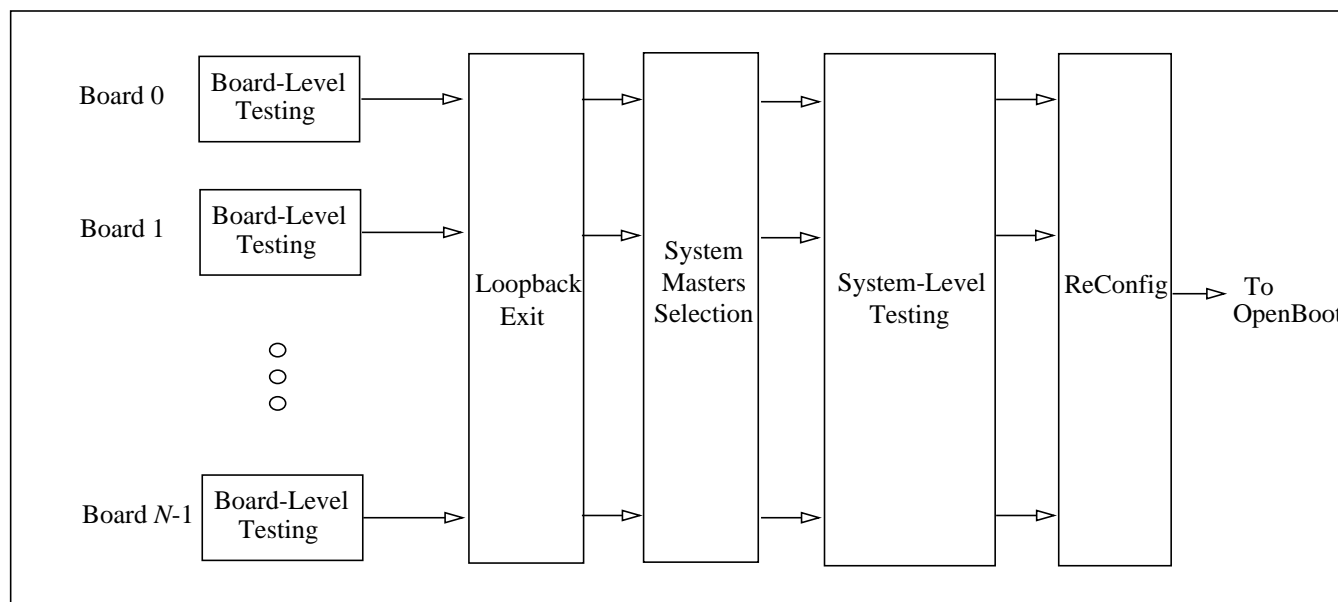 Board 0
Board-Level
Testing
Board 1
Board-Level
Testing
Board N-1
Board-Level
Testing
Loopback
Exit
System
Masters
Selection
System-Level
Testing
ReConfig
To
OpenBoot